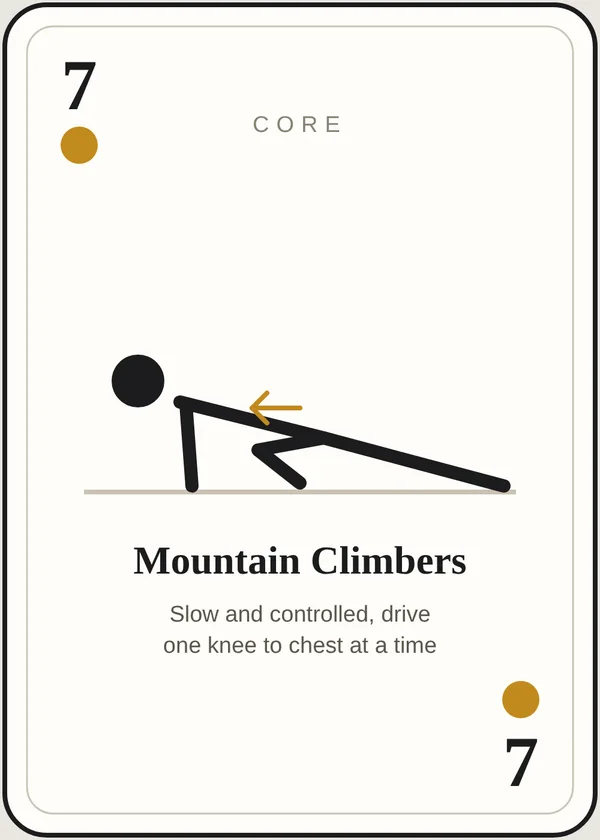 7
CORE
Mountain Climbers
Slow and controlled, drive
one knee to chest at a time
7